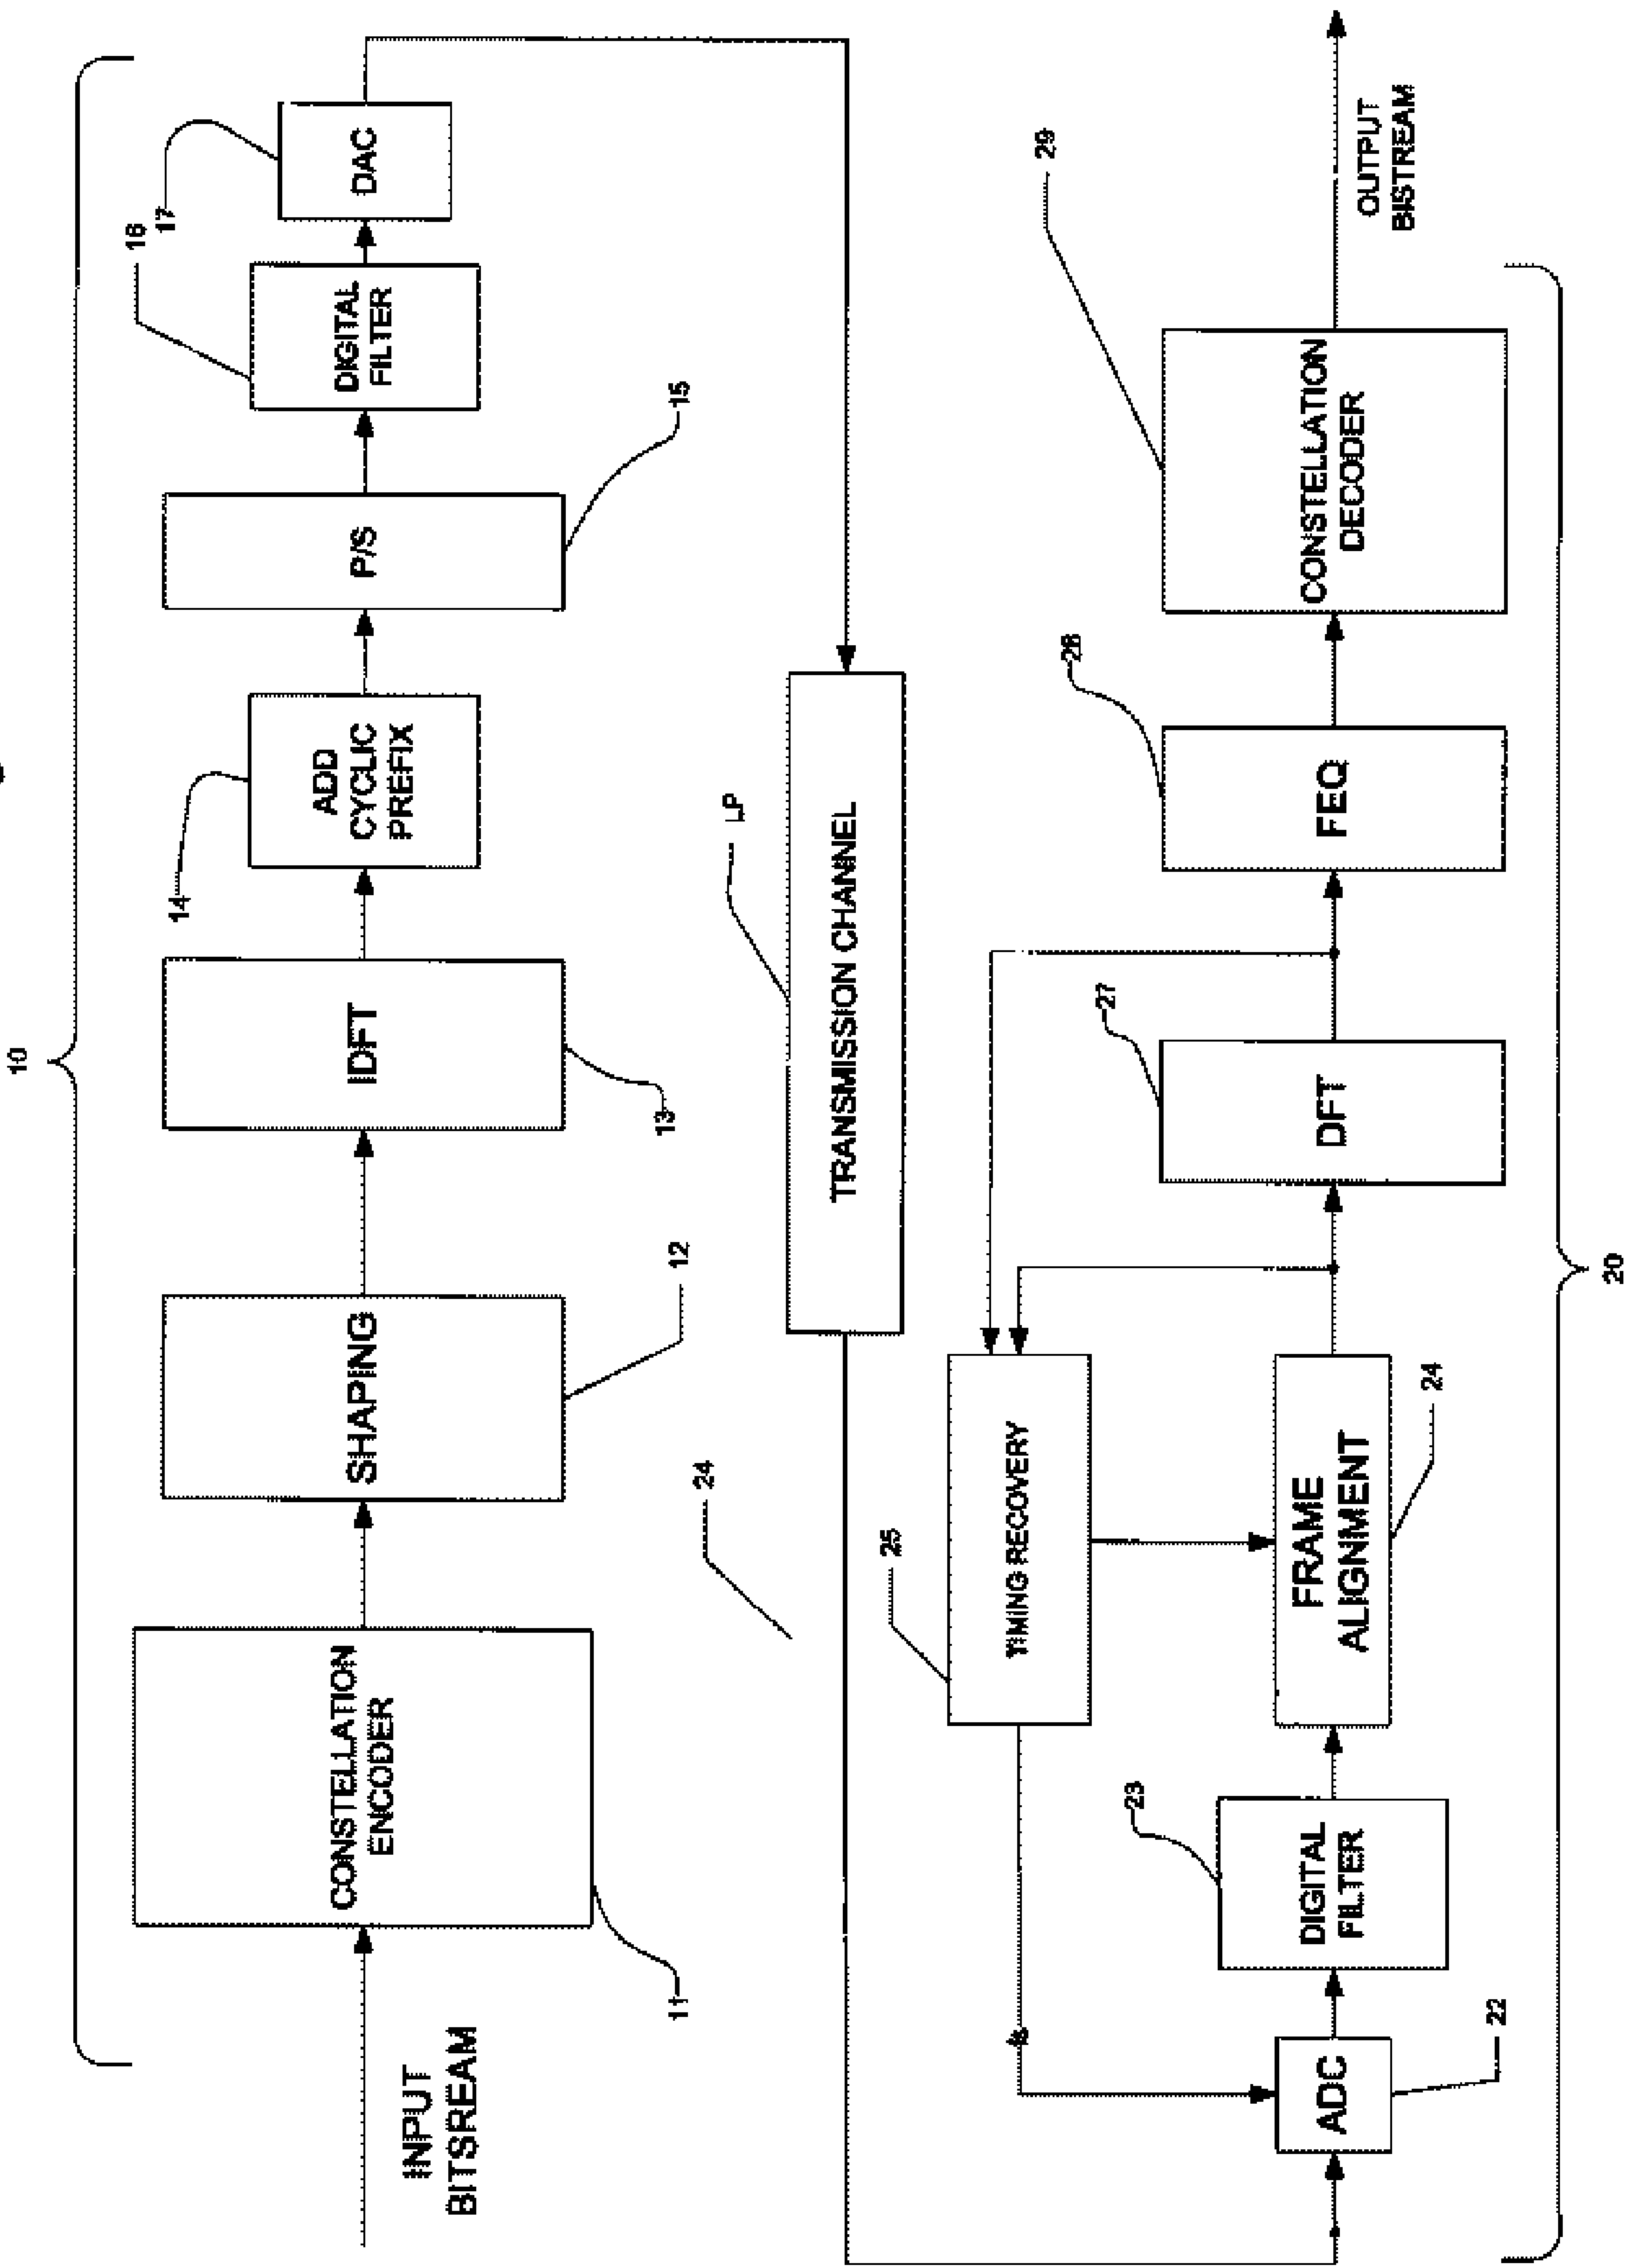 10
INPUT
BITSREAM
CONSTELLATION
ENCODER
11
SHAPING
12
IDFT
13
ADD
CYCLIC
PREFIX
14
P/S
15
DIGITAL
FILTER
16
DAC
17
TRANSMISSION CHANNEL
LP
24
TIMING RECOVERY
25
ADC
22
DIGITAL
FILTER
23
FRAME
ALIGNMENT
24
DFT
27
FEQ
28
CONSTELLATION
DECODER
29
OUTPUT
BISTREAM
20